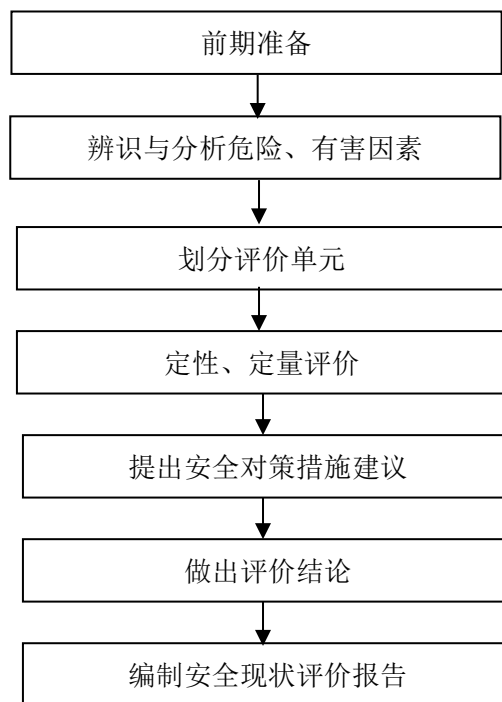 前期准备
辨识与分析危险、有害因素
划分评价单元
定性、定量评价
提出安全对策措施建议
做出评价结论
编制安全现状评价报告